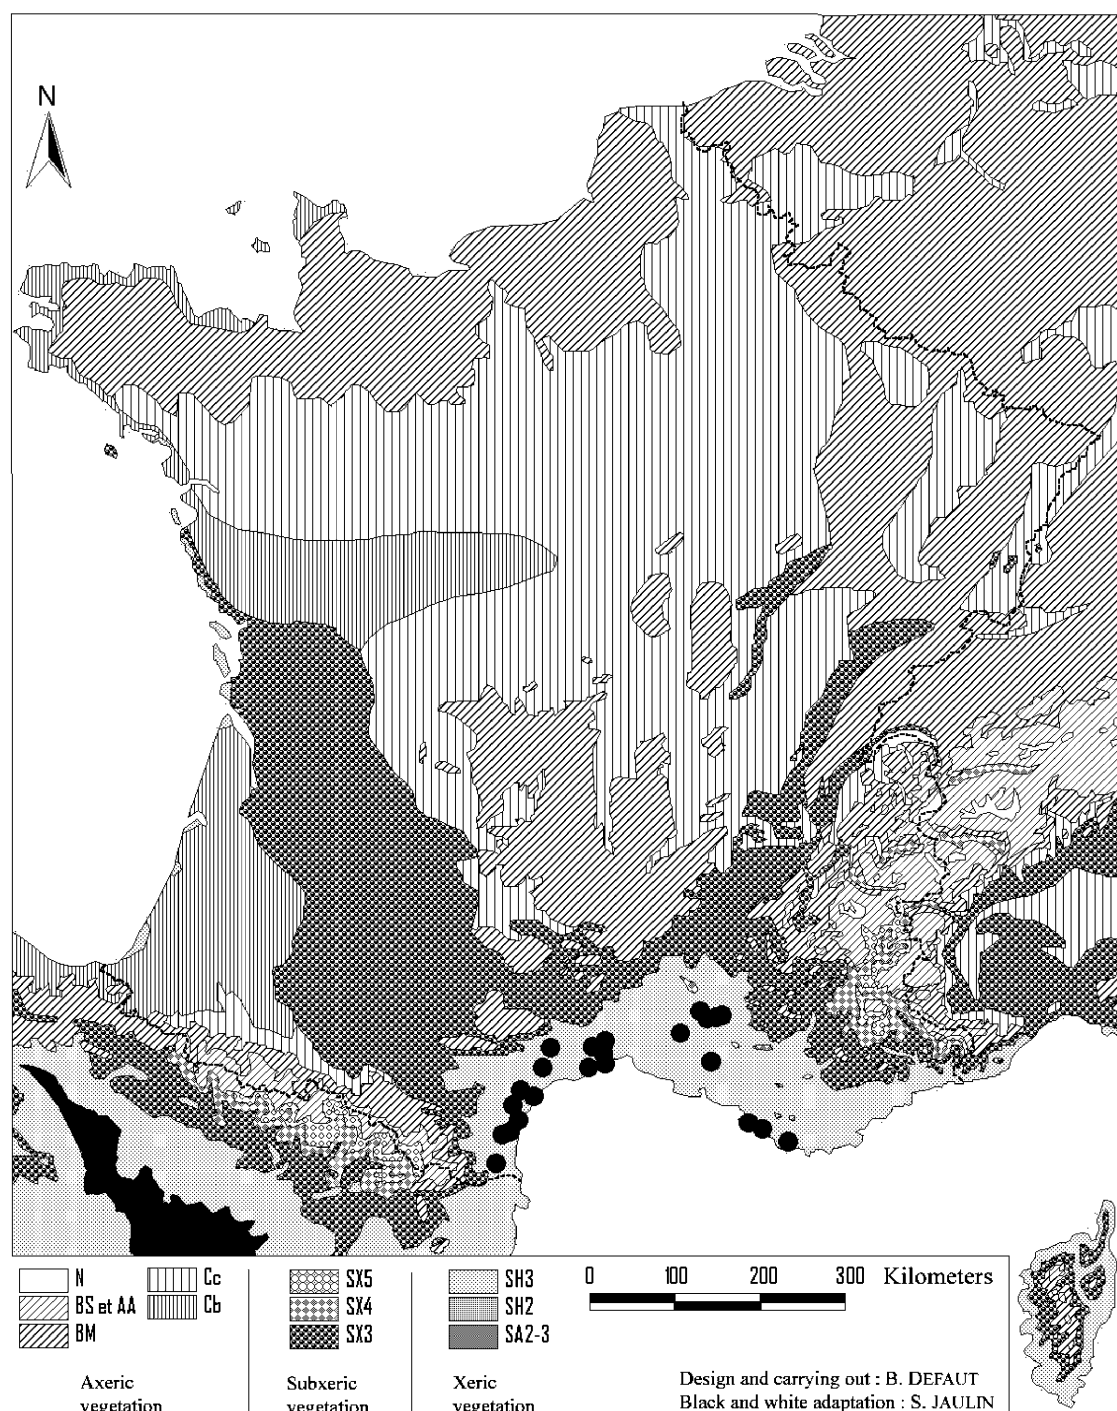 N
N Cc SX5 SH3 0 100 200 300 Kilometers
BS et AA Cb SX4 SH2
BM SX3 SA2-3
Axeric Subxeric Xeric Design and carrying out : B. DEFAUT
vegetation vegetation vegetation Black and white adaptation : S. JAULIN